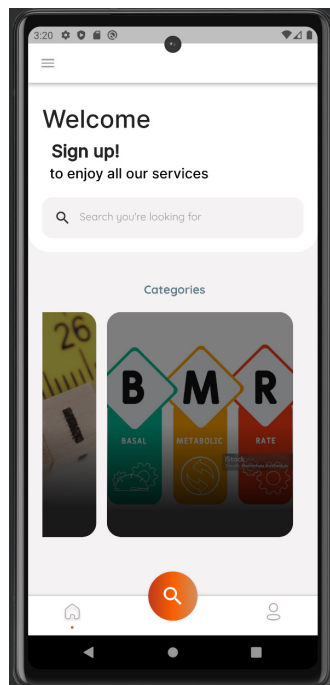 3:20
Welcome
Sign up!
to enjoy all our services
Search you're looking for
Categories
26
B M R
BASAL METABOLIC RATE
iStock